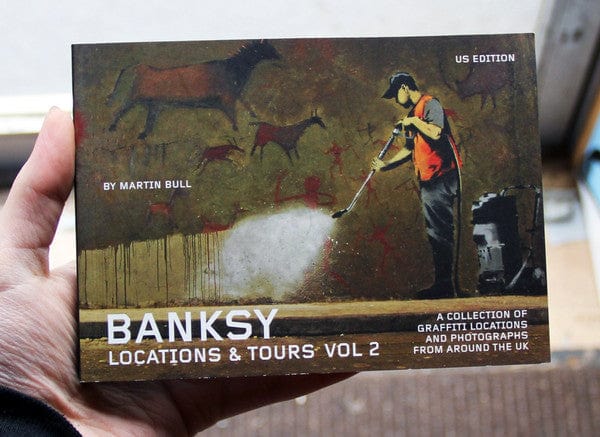 US EDITION
BY MARTIN BULL
BANKSY
LOCATIONS & TOURS VOL 2
A COLLECTION OF
GRAFFITI LOCATIONS
AND PHOTOGRAPHS
FROM AROUND THE UK